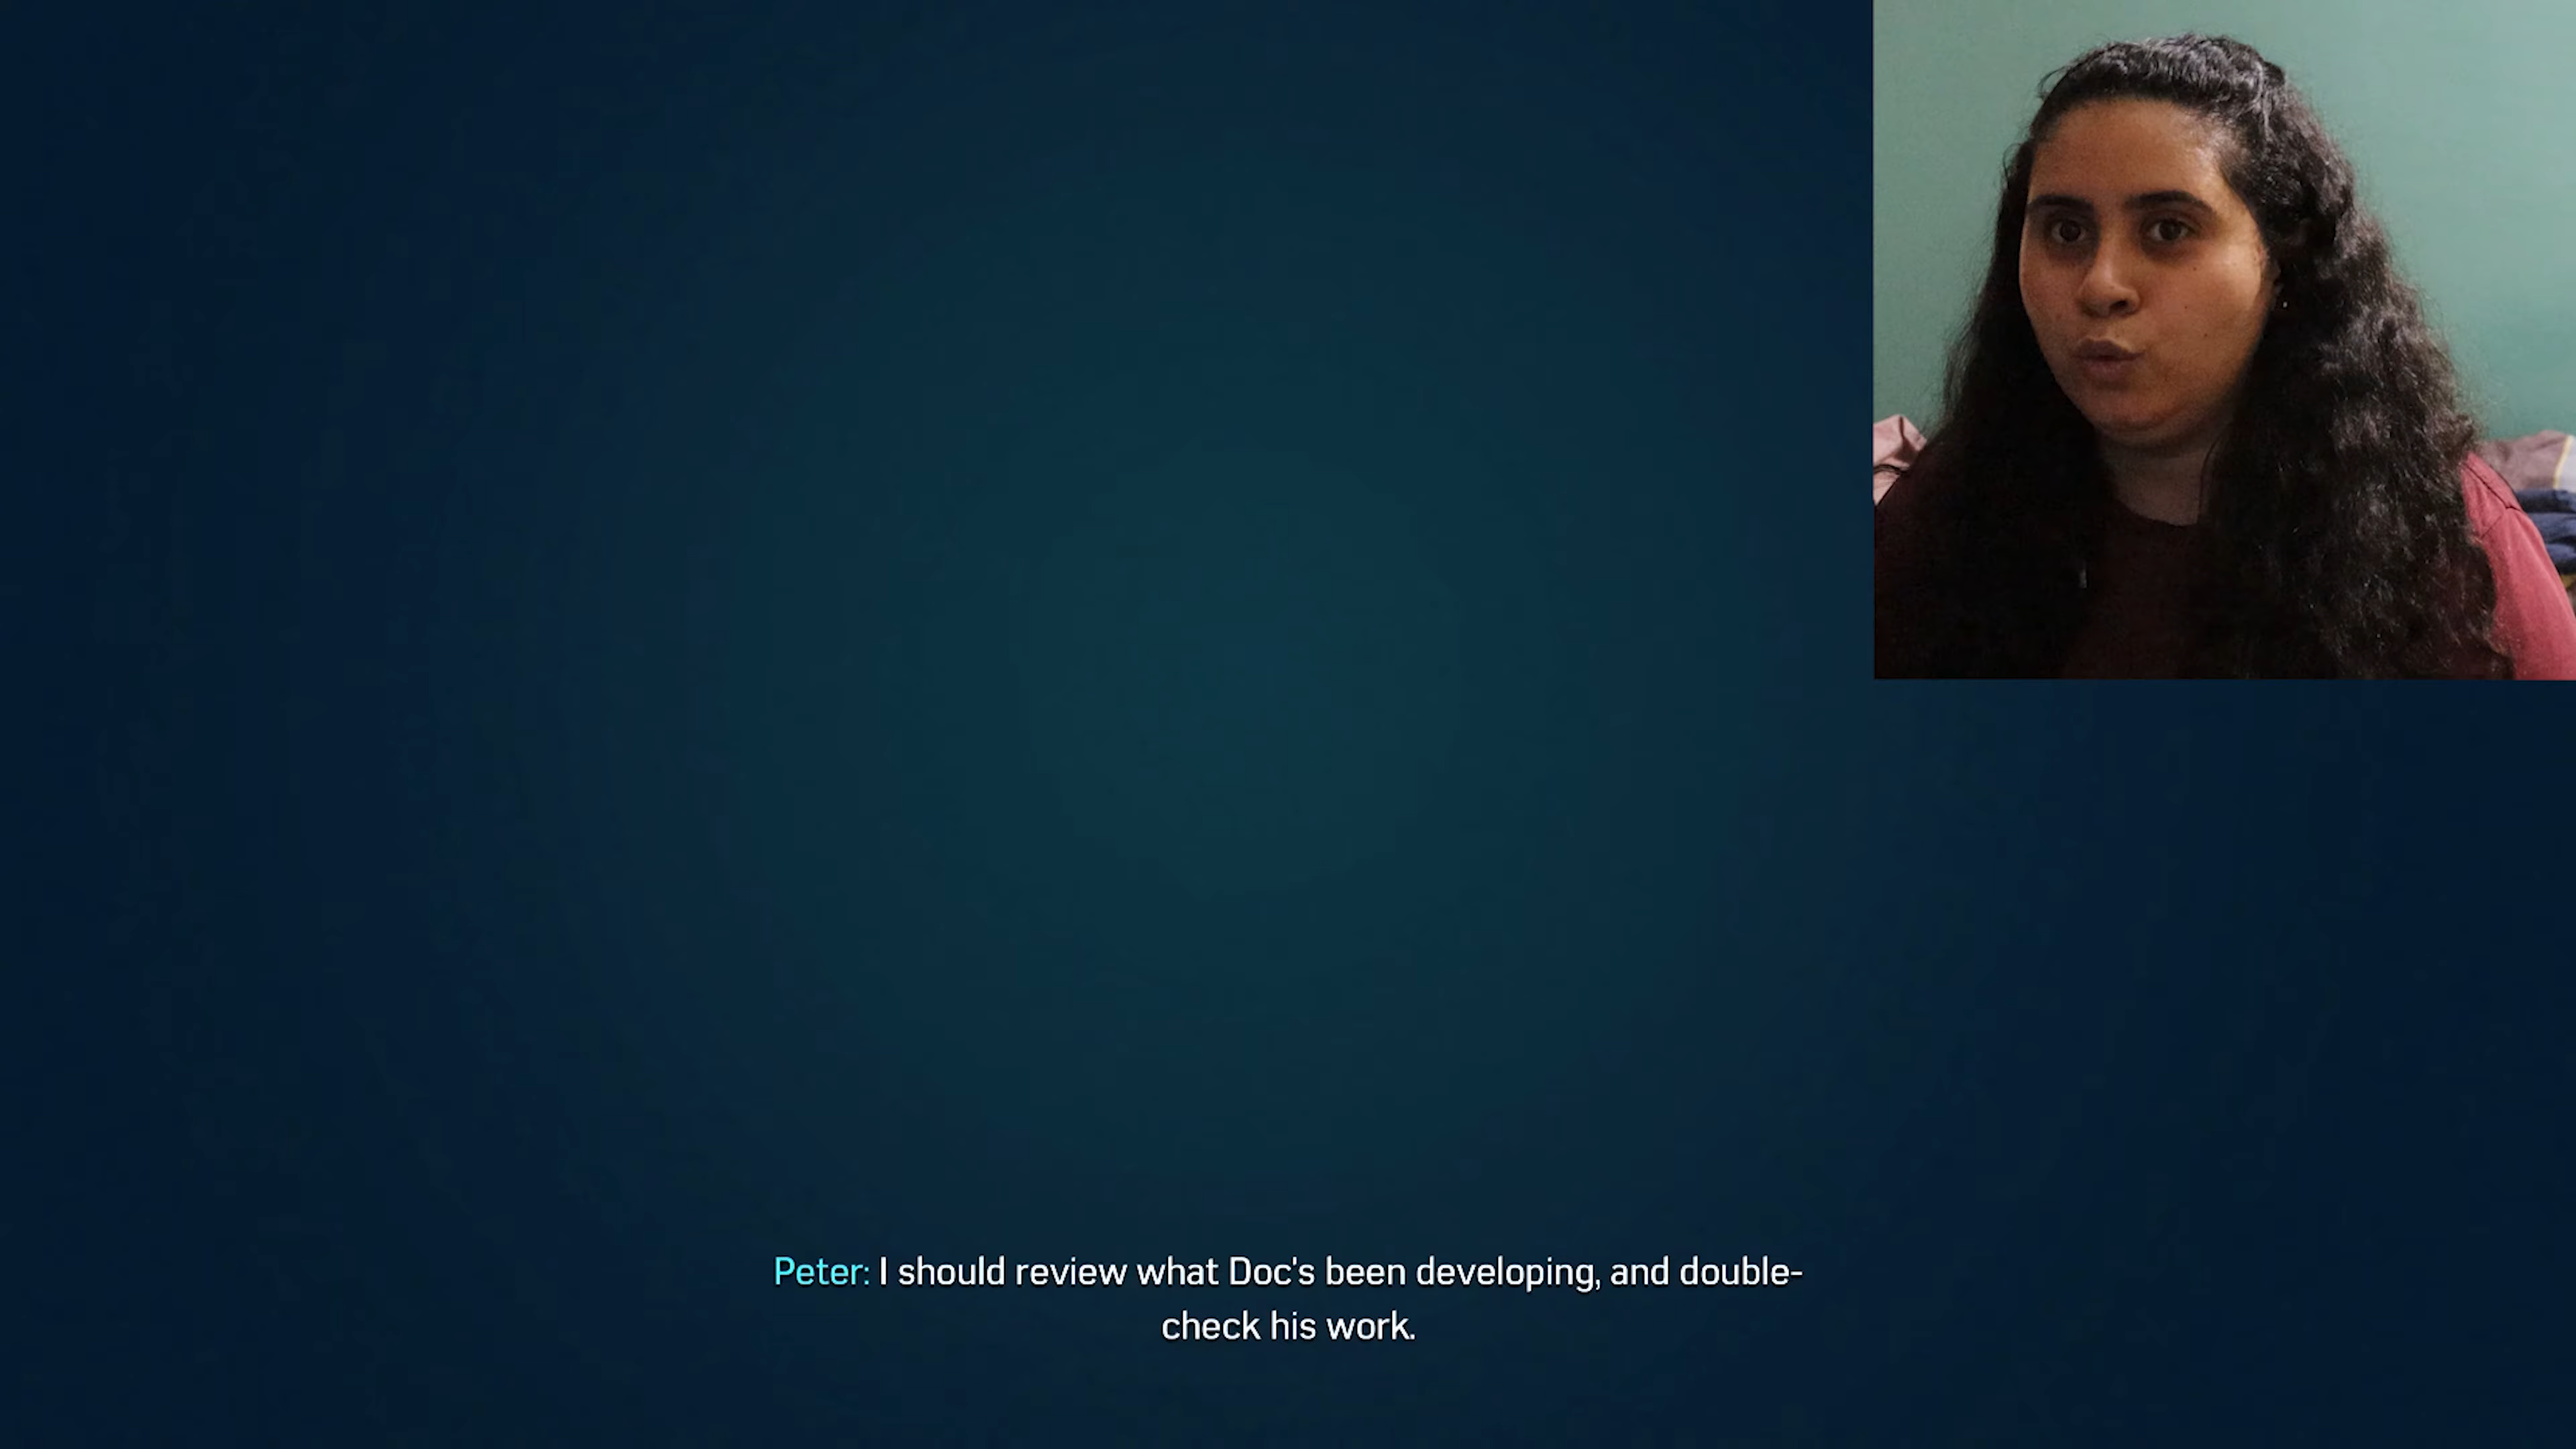 Peter: I should review what Doc's been developing, and double-
check his work.